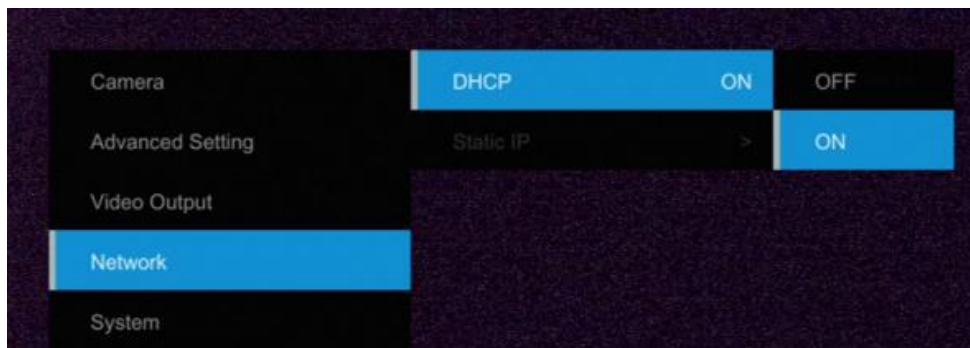 Camera
DHCP ON OFF
Advanced Setting
Static IP > ON
Video Output
Network
System